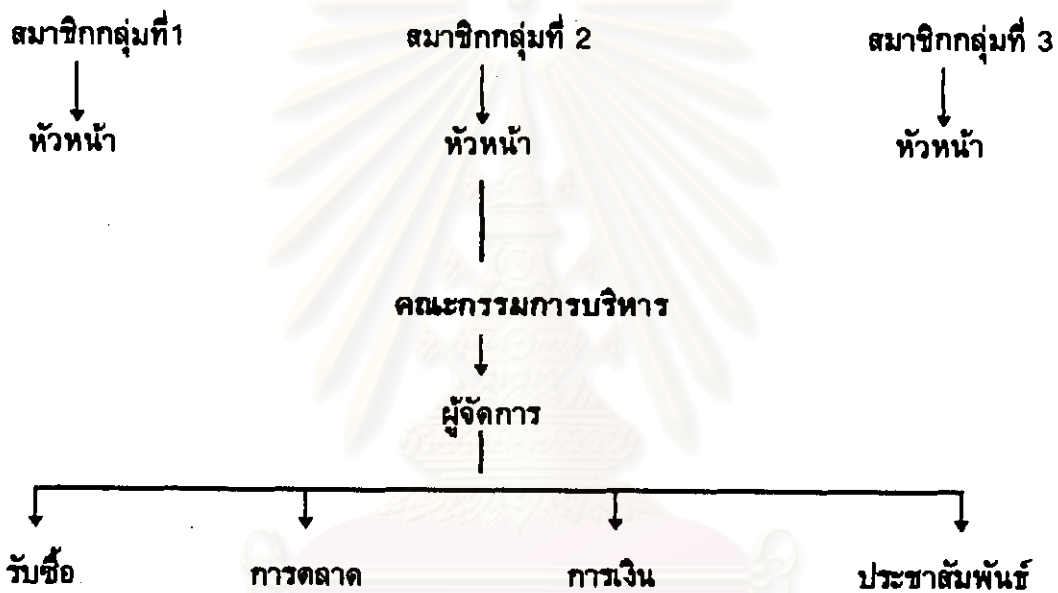 สมาชิกกลุ่มที่1 สมาชิกกลุ่มที่ 2 สมาชิกกลุ่มที่ 3
หัวหน้า หัวหน้า หัวหน้า
คณะกรรมการบริหาร
ผู้จัดการ
รับซื้อ การตลาด การเงิน ประชาสัมพันธ์